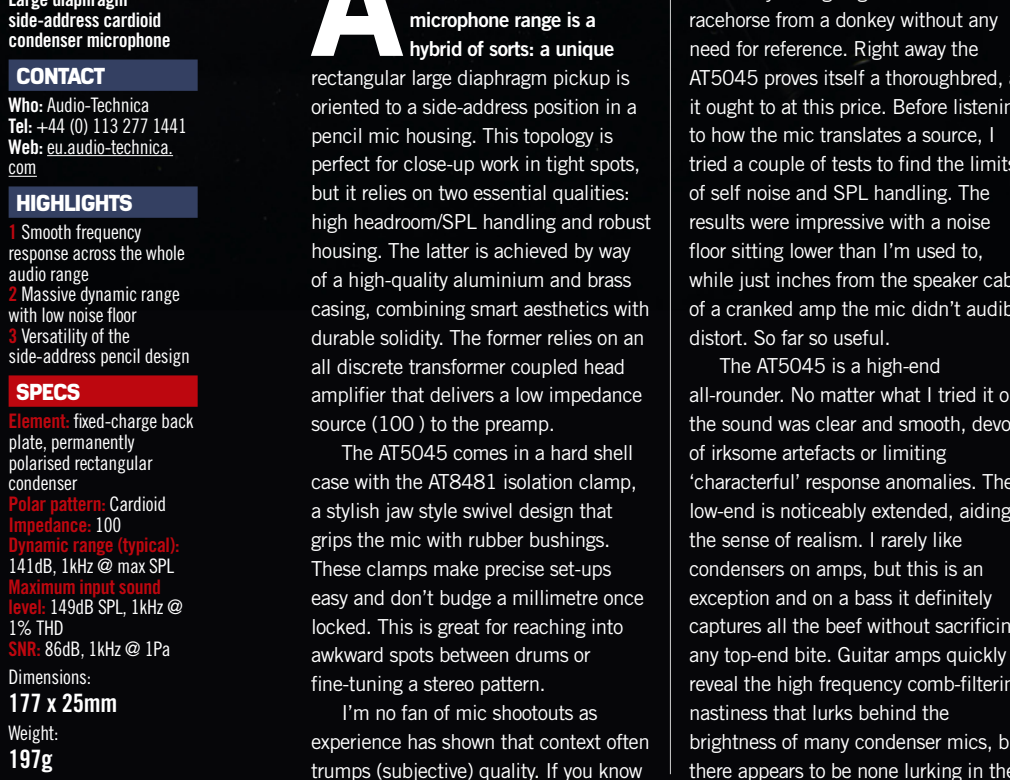 Large diaphragm
side-address cardioid
condenser microphone
CONTACT
Who: Audio-Technica
Tel: +44 (0) 113 277 1441
Web: eu.audio-technica.
com
HIGHLIGHTS
1 Smooth frequency
response across the whole
audio range
2 Massive dynamic range
with low noise floor
3 Versatility of the
side-address pencil design
SPECS
Element: fixed-charge back
plate, permanently
polarised rectangular
condenser
Polar pattern: Cardioid
Impedance: 100
Dynamic range (typical):
141dB, 1kHz @ max SPL
Maximum input sound
level: 149dB SPL, 1kHz @
1% THD
SNR: 86dB, 1kHz @ 1Pa
Dimensions:
177 x 25mm
Weight:
197g
A
microphone range is a
hybrid of sorts: a unique
rectangular large diaphragm pickup is
oriented to a side-address position in a
pencil mic housing. This topology is
perfect for close-up work in tight spots,
but it relies on two essential qualities:
high headroom/SPL handling and robust
housing. The latter is achieved by way
of a high-quality aluminium and brass
casing, combining smart aesthetics with
durable solidity. The former relies on an
all discrete transformer coupled head
amplifier that delivers a low impedance
source (100 ) to the preamp.
The AT5045 comes in a hard shell
case with the AT8481 isolation clamp,
a stylish jaw style swivel design that
grips the mic with rubber bushings.
These clamps make precise set-ups
easy and don't budge a millimetre once
locked. This is great for reaching into
awkward spots between drums or
fine-tuning a stereo pattern.
I'm no fan of mic shootouts as
experience has shown that context often
trumps (subjective) quality. If you know
racehorse from a donkey without any
need for reference. Right away the
AT5045 proves itself a thoroughbred,
it ought to at this price. Before listenin
to how the mic translates a source, I
tried a couple of tests to find the limits
of self noise and SPL handling. The
results were impressive with a noise
floor sitting lower than I'm used to,
while just inches from the speaker cab
of a cranked amp the mic didn't audib
distort. So far so useful.
The AT5045 is a high-end
all-rounder. No matter what I tried it o
the sound was clear and smooth, devo
of irksome artefacts or limiting
'characterful' response anomalies. The
low-end is noticeably extended, aiding
the sense of realism. I rarely like
condensers on amps, but this is an
exception and on a bass it definitely
captures all the beef without sacrificin
any top-end bite. Guitar amps quickly
reveal the high frequency comb-filterin
nastiness that lurks behind the
brightness of many condenser mics, b
there appears to be none lurking in the